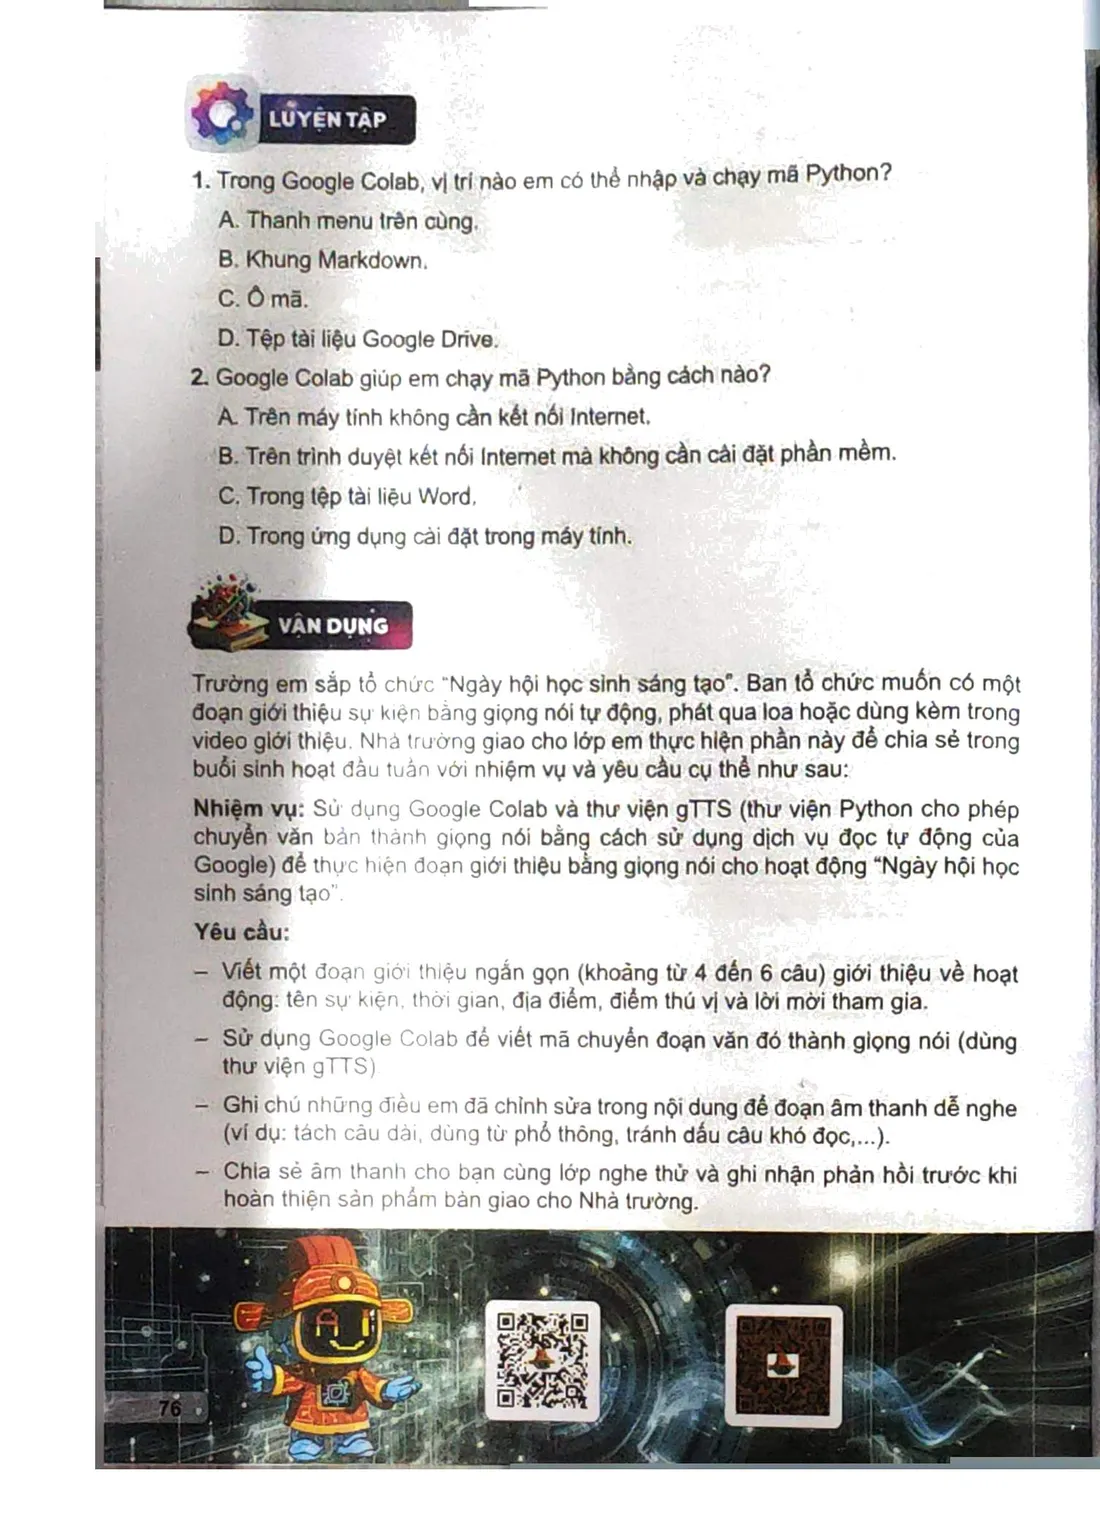 LUYỆN TẬP
1. Trong Google Colab, vị trí nào em có thể nhập và chạy mã Python?
A. Thanh menu trên cùng.
B. Khung Markdown.
C. Ô mã.
D. Tệp tài liệu Google Drive.
2. Google Colab giúp em chạy mã Python bằng cách nào?
A. Trên máy tính không cần kết nối Internet.
B. Trên trình duyệt kết nối Internet mà không cần cài đặt phần mềm.
C. Trong tệp tài liệu Word.
D. Trong ứng dụng cài đặt trong máy tính.
VẬN DỤNG
Trường em sắp tổ chức “Ngày hội học sinh sáng tạo”. Ban tổ chức muốn có một
đoạn giới thiệu sự kiện bằng giọng nói tự động, phát qua loa hoặc dùng kèm trong
video giới thiệu. Nhà trường giao cho lớp em thực hiện phần này để chia sẻ trong
buổi sinh hoạt đầu tuần với nhiệm vụ và yêu cầu cụ thể như sau:
Nhiệm vụ: Sử dụng Google Colab và thư viện gTTS (thư viện Python cho phép
chuyển văn bản thành giọng nói bằng cách sử dụng dịch vụ đọc tự động của
Google) để thực hiện đoạn giới thiệu bằng giọng nói cho hoạt động “Ngày hội học
sinh sáng tạo”.
Yêu cầu:
– Viết một đoạn giới thiệu ngắn gọn (khoảng từ 4 đến 6 câu) giới thiệu về hoạt
động: tên sự kiện, thời gian, địa điểm, điểm thú vị và lời mời tham gia.
– Sử dụng Google Colab để viết mã chuyển đoạn văn đó thành giọng nói (dùng
thư viện gTTS)
– Ghi chú những điều em đã chỉnh sửa trong nội dung để đoạn âm thanh dễ nghe
(ví dụ: tách câu dài, dùng từ phổ thông, tránh dấu câu khó đọc,...).
– Chia sẻ âm thanh cho bạn cùng lớp nghe thử và ghi nhận phản hồi trước khi
hoàn thiện sản phẩm bàn giao cho Nhà trường.
76